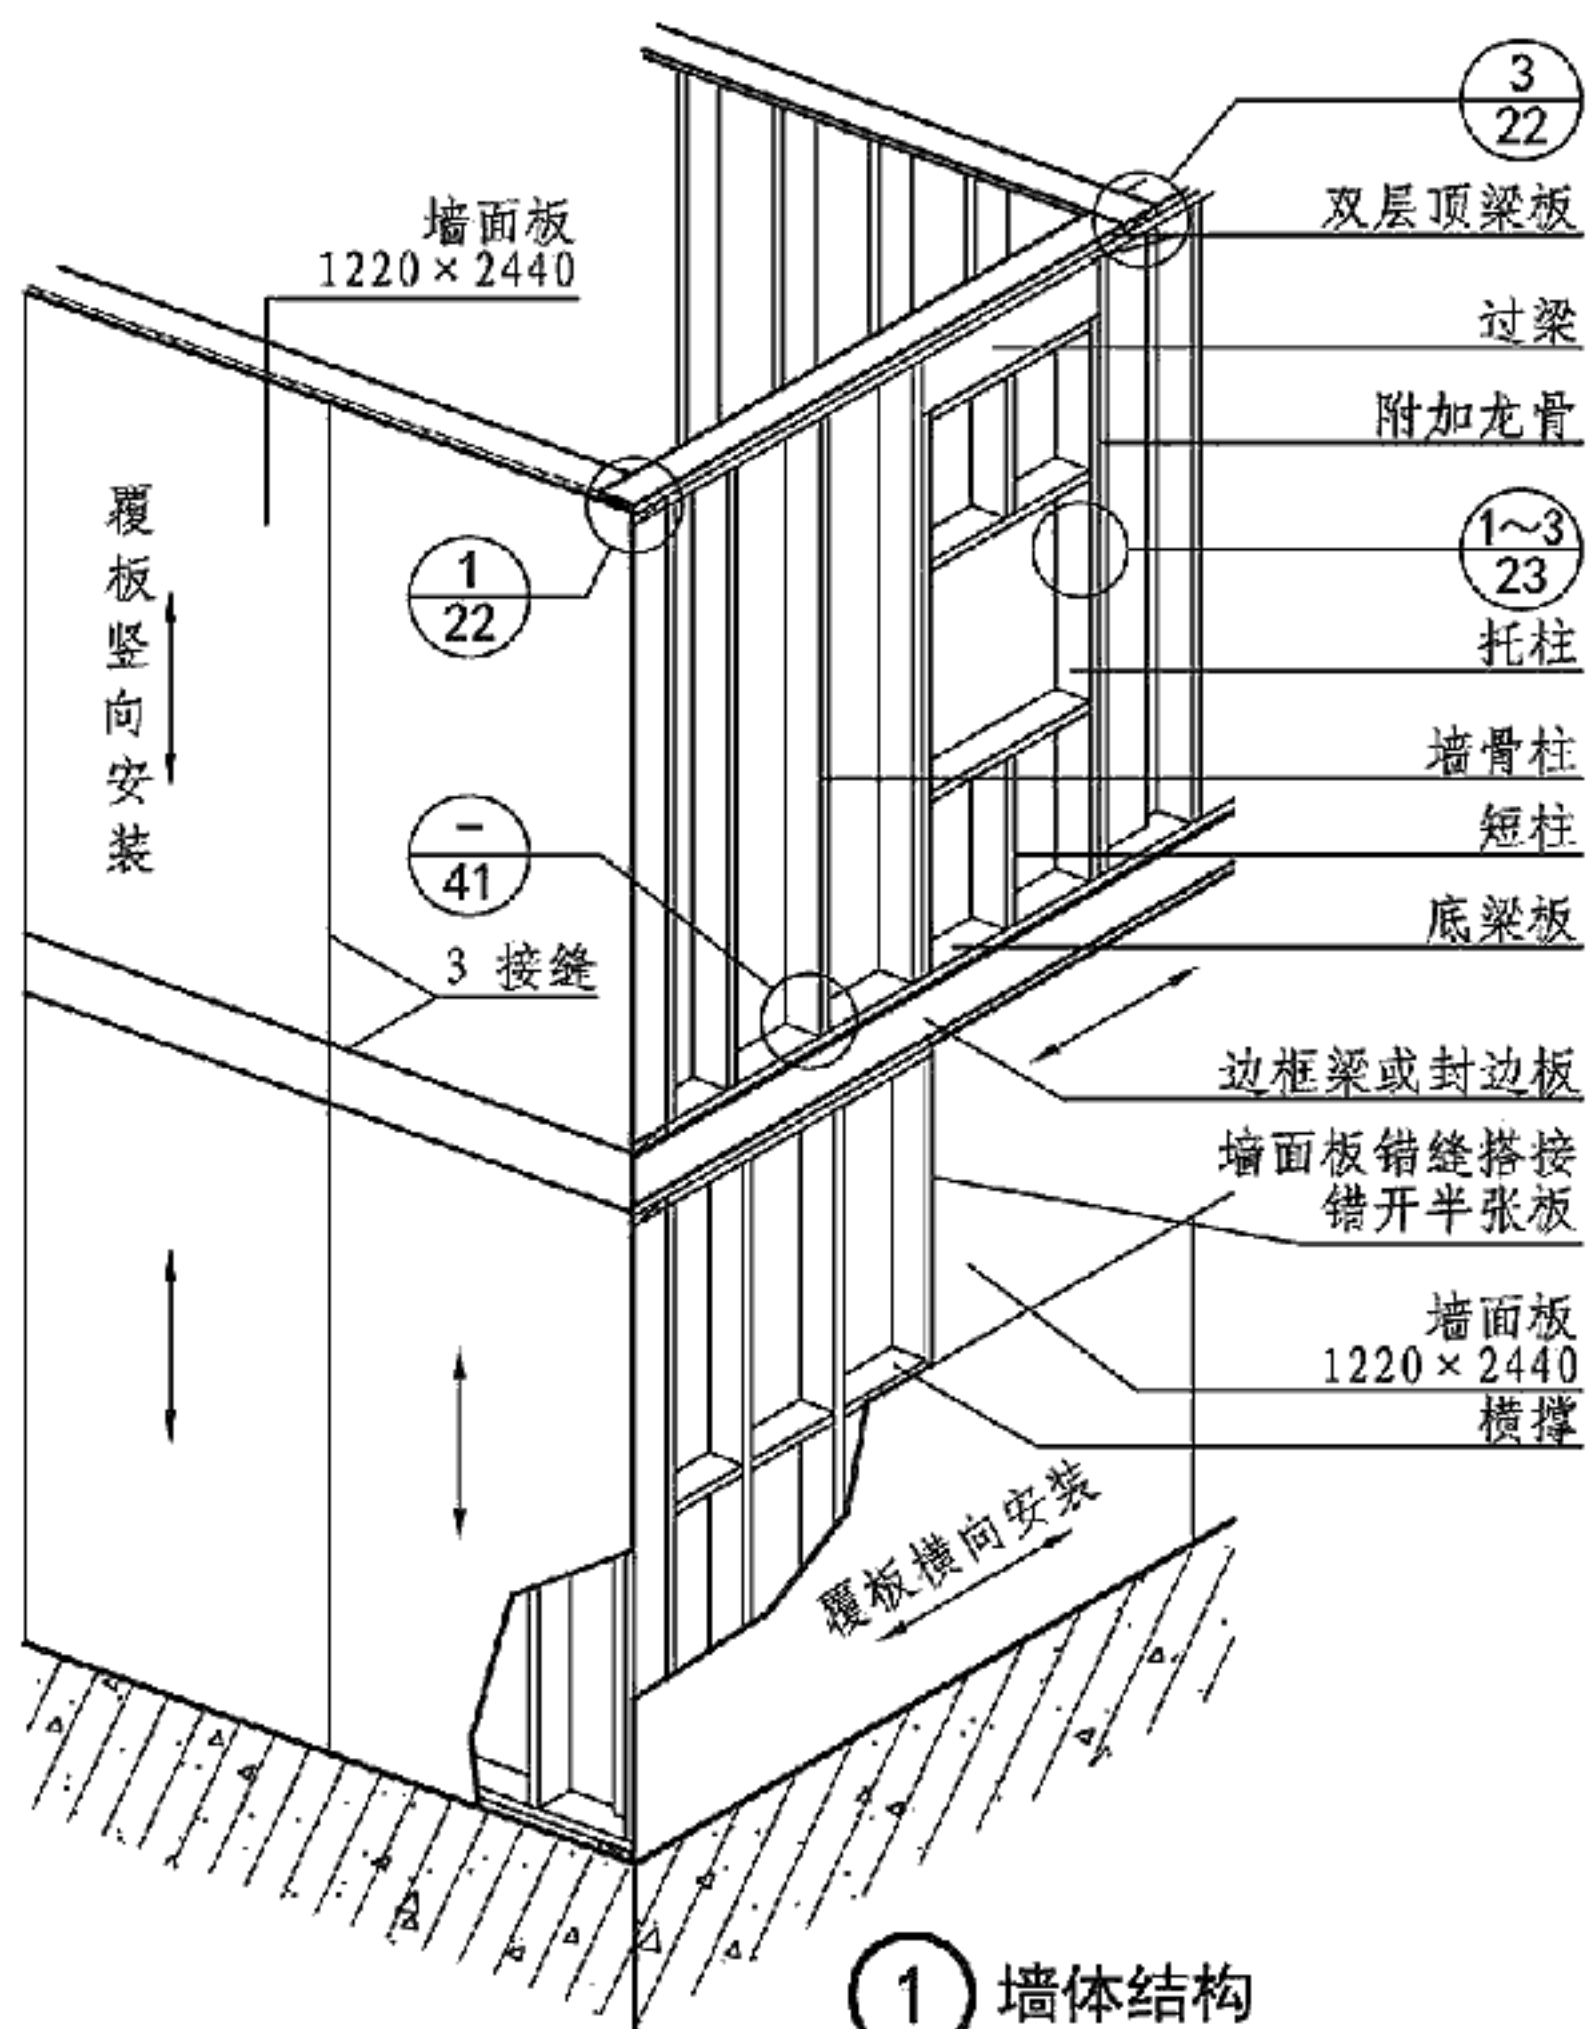 3
22
双层顶梁板
墙面板
1220×2440
过梁
附加龙骨
覆板竖向安装
1
22
1～3
23
托柱
墙骨柱
—
41
短柱
底梁板
3 接缝
边框梁或封边板
墙面板错缝搭接
错开半张板
墙面板
1220×2440
横撑
覆板横向安装
1 墙体结构